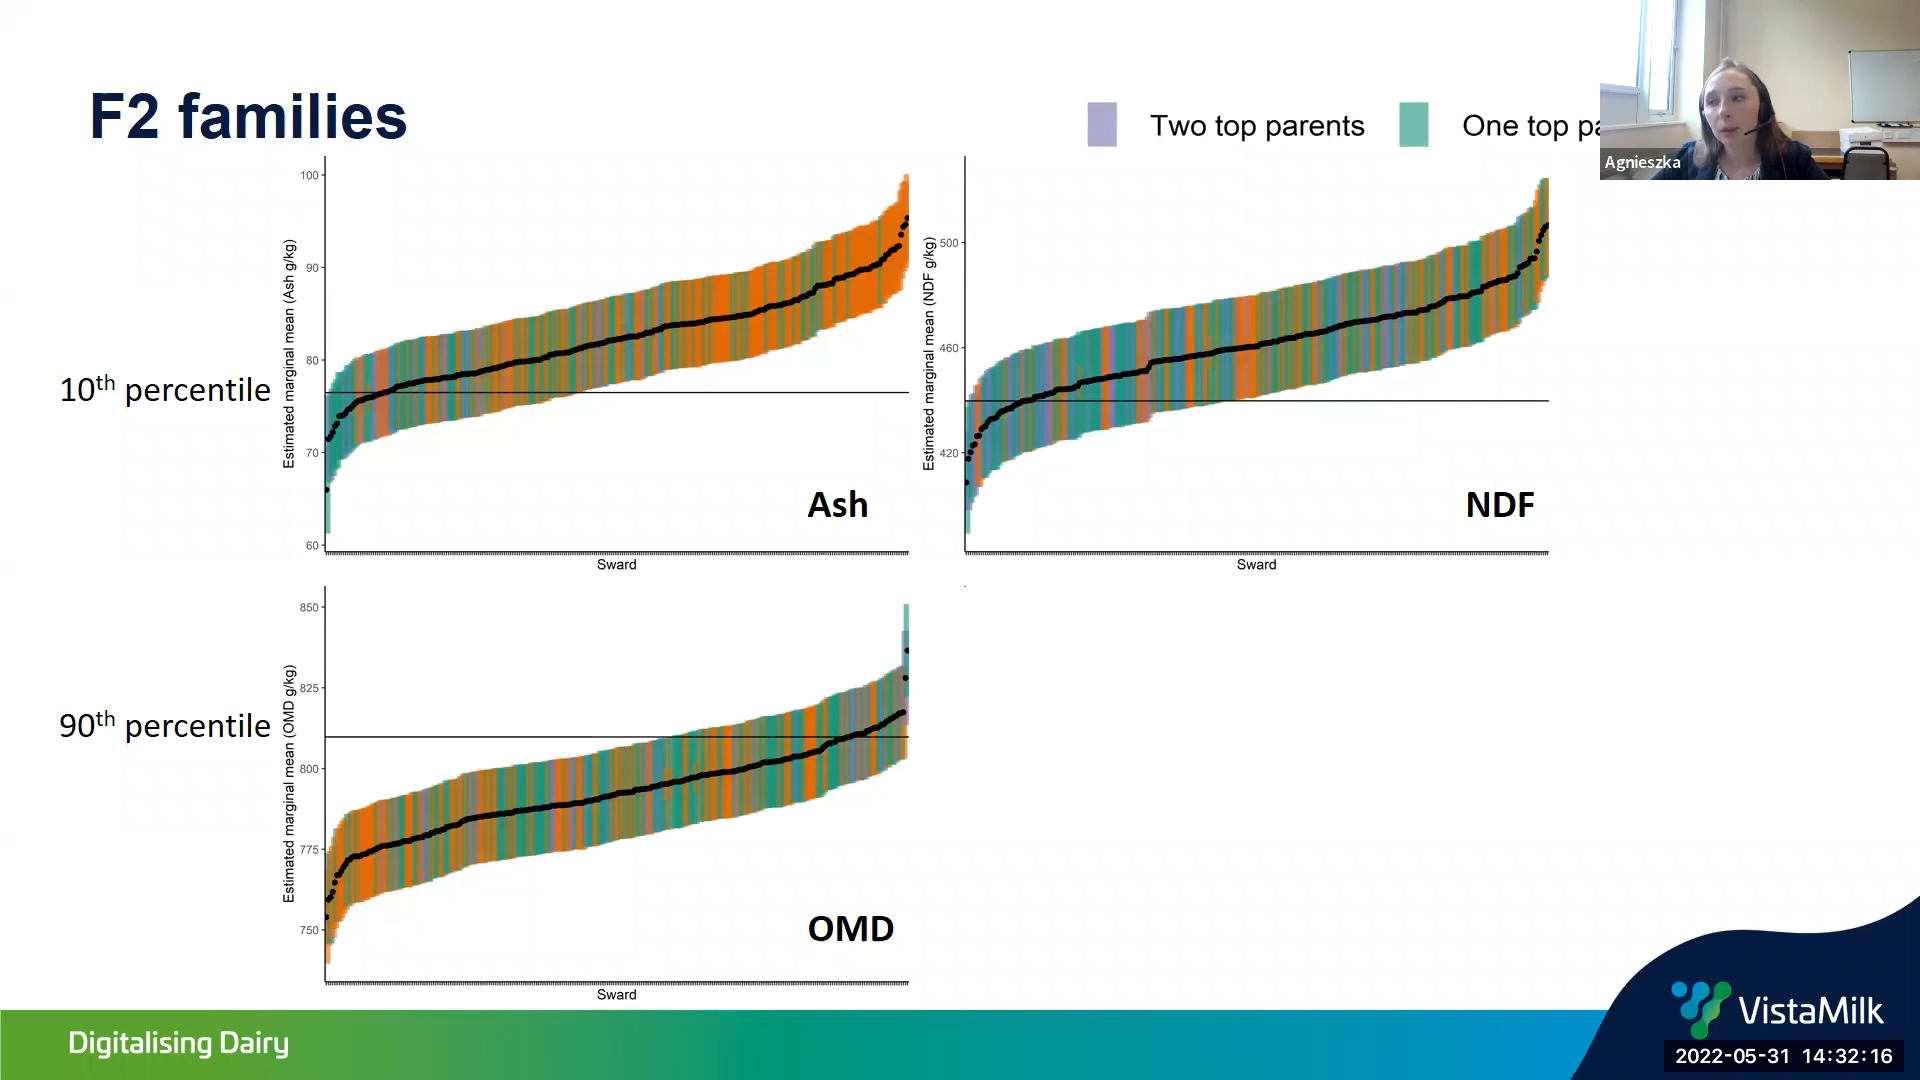 F2 families
Two top parents
One top pa
Agnieszka
10th percentile
90th percentile
Estimated marginal mean (Ash g/kg)
100
90
80
70
60
Ash
Sward
Estimated marginal mean (NDF g/kg)
500
460
420
NDF
Sward
Estimated marginal mean (OMD g/kg)
850
825
800
775
750
OMD
Sward
Digitalising Dairy
VistaMilk
2022-05-31 14:32:16